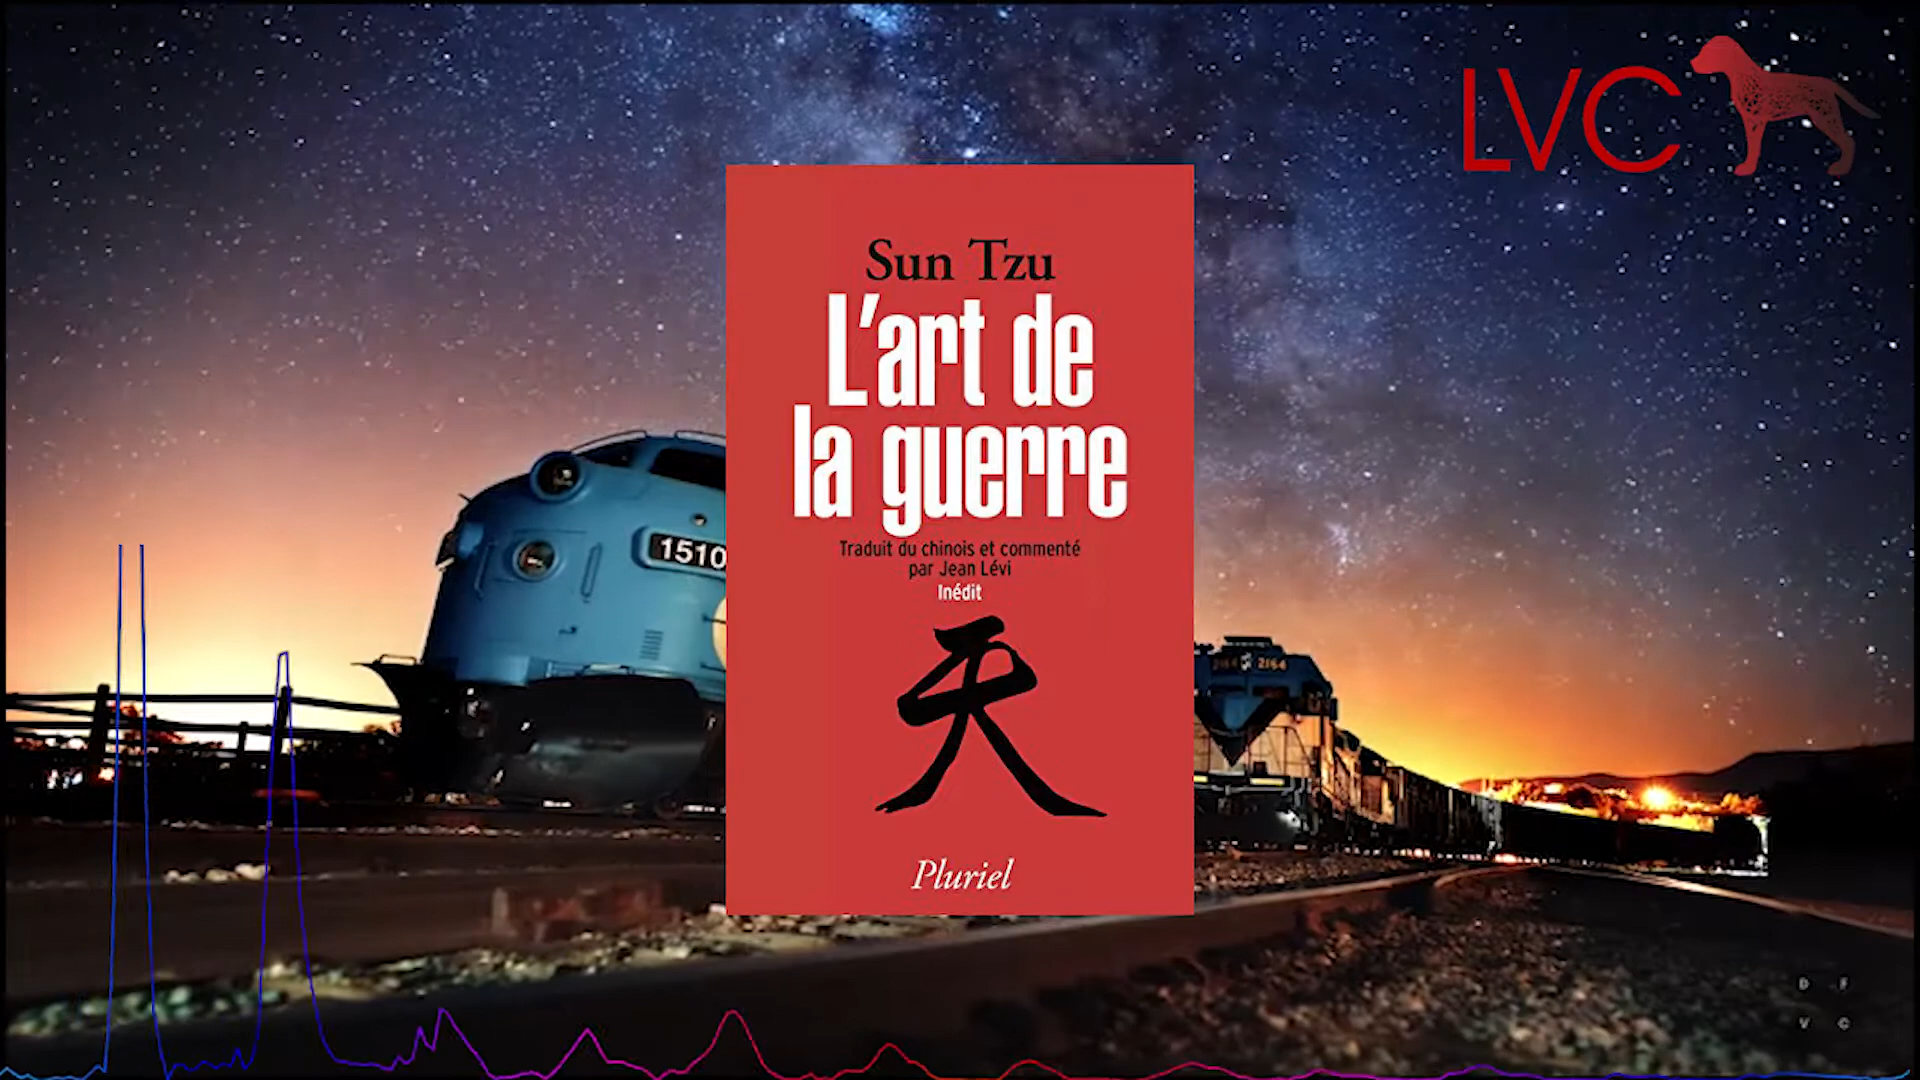 LVC
Sun Tzu
L'art de
la guerre
Traduit du chinois et commenté
par Jean Lévi
Inédit
天
Pluriel
1510
2164
D F
V C